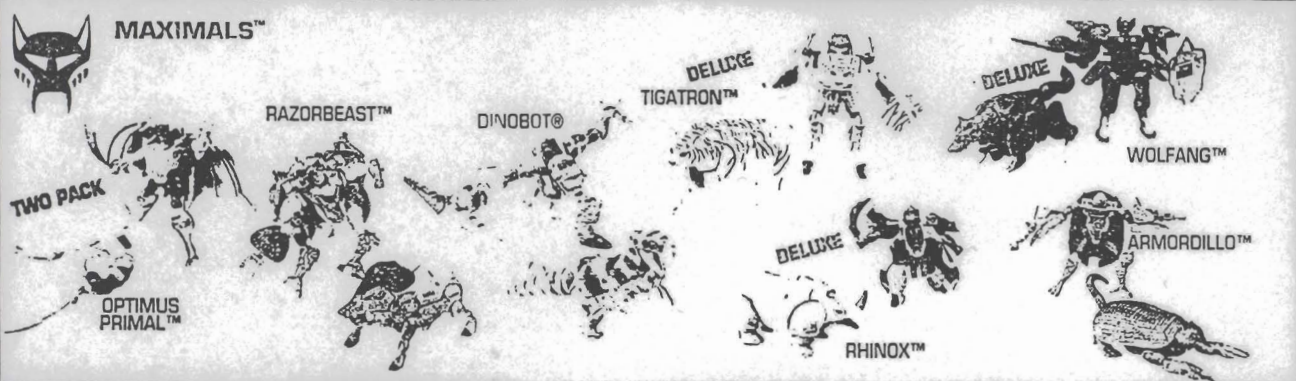 MAXIMALS™
RAZORBEAST™
DINOBOT®
DELUXE
TIGATRON™
DELUXE
WOLFANG™
TWO PACK
OPTIMUS
PRIMAL™
DELUXE
RHINOX™
ARMORDILLO™